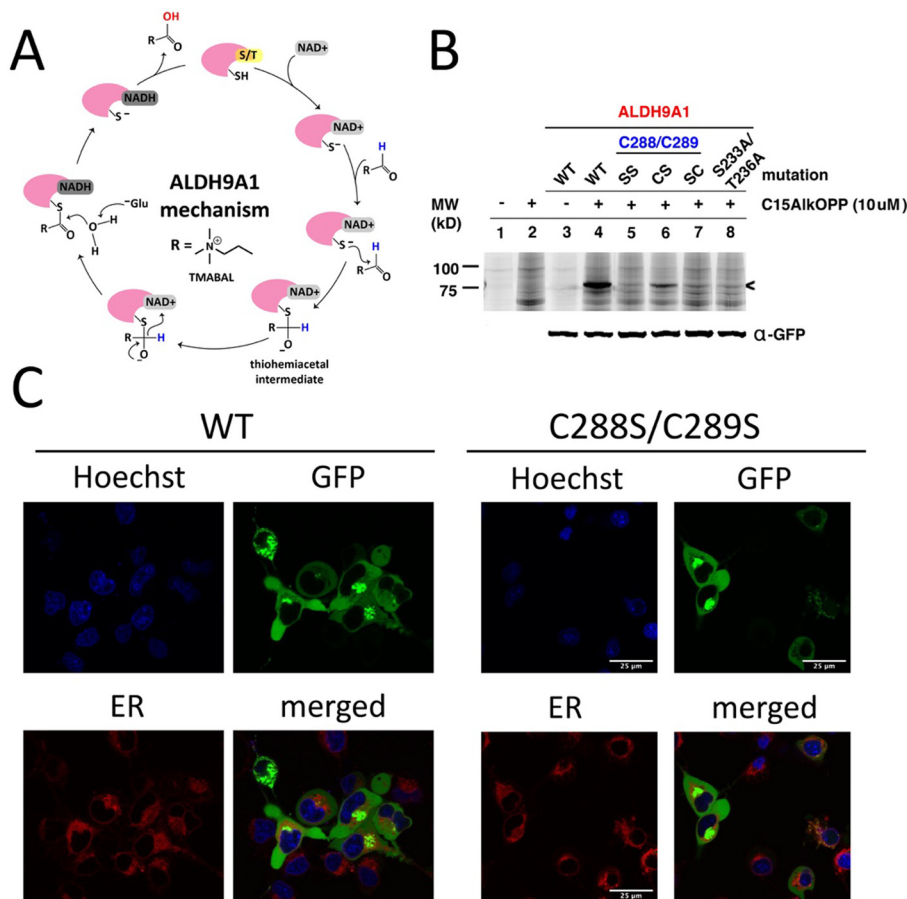 A
OH
R
O
S/T
SH
NAD+
NADH
S–
NAD+
S–
H
R
O
NADH
S
R
O
–Glu
O
H
H
ALDH9A1
mechanism
R =
N
+
TMABAL
NAD+
S–
H
R
O
NAD+
S
R
H
O
–
NAD+
S
R
H
O
–
thiohemiacetal
intermediate
B
ALDH9A1
C288/C289
WT
WT
SS
CS
SC
S233A/
T236A
mutation
- + - + + + + + C15AlkOPP (10 uM)
MW
(kD)
1 2 3 4 5 6 7 8
100
75
<
α-GFP
C
WT
C288S/C289S
Hoechst
GFP
Hoechst
GFP
25 µm
25 µm
ER
merged
ER
merged
25 µm